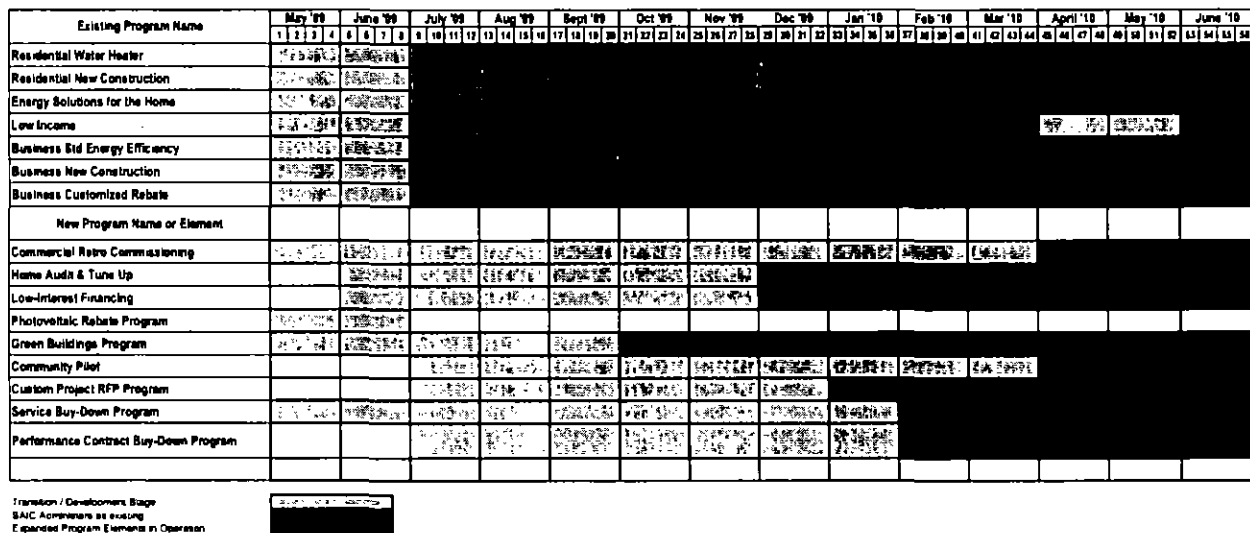 Existing Program Name May '09 June '09 July '09 Aug '09 Sept '09 Oct '09 Nov '09 Dec '09 Jan '10 Feb '10 Mar '10 April '10 May '10 June '10
1 2 3 4 5 6 7 8 9 10 11 12 13 14 15 16 17 18 19 20 21 22 23 24 25 26 27 28 29 30 31 32 33 34 35 36 37 38 39 40 41 42 43 44 45 46 47 48 49 50 51 52 53 54 55 56
Residential Water Heater
Residential New Construction
Energy Solutions for the Home
Low Income
Business Std Energy Efficiency
Business New Construction
Business Customized Rebate
New Program Name or Element
Commercial Retro Commissioning
Home Audit & Tune Up
Low-Interest Financing
Photovoltaic Rebate Program
Green Buildings Program
Community Pilot
Custom Project RFP Program
Service Buy-Down Program
Performance Contract Buy-Down Program
Transition / Development Stage
SAIC Administers as existing
Expanded Program Elements in Operation